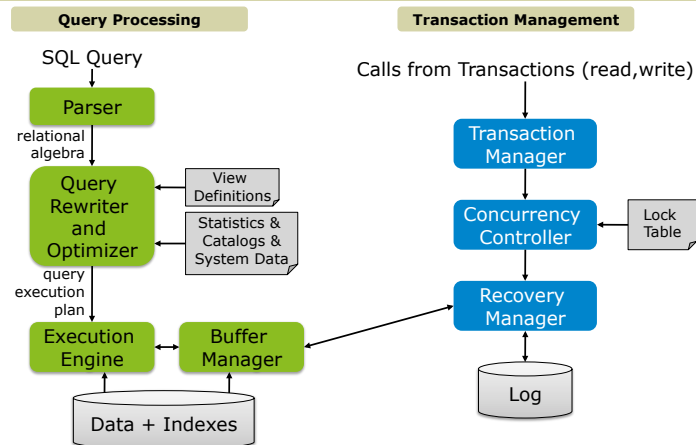 Query Processing
Transaction Management
SQL Query
Parser
relational
algebra
Query
Rewriter
and
Optimizer
View
Definitions
Statistics &
Catalogs &
System Data
query
execution
plan
Execution
Engine
Buffer
Manager
Data + Indexes
Calls from Transactions (read,write)
Transaction
Manager
Concurrency
Controller
Lock
Table
Recovery
Manager
Log